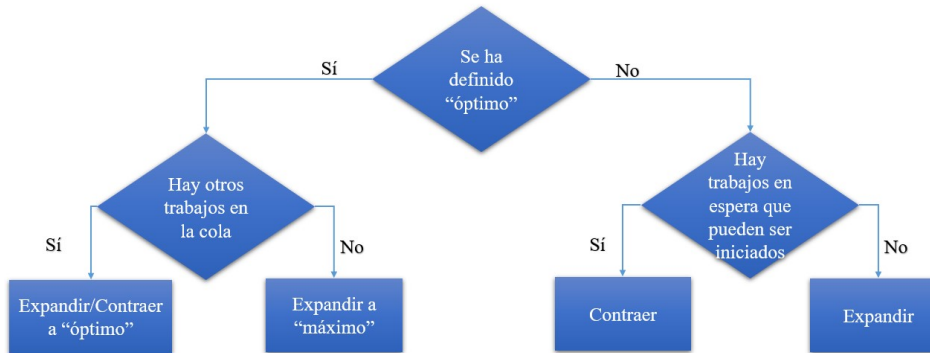 Se ha
definido
“óptimo”
Sí
No
Hay otros
trabajos en
la cola
Hay
trabajos en
espera que
pueden ser
iniciados
Sí
No
Sí
No
Expandir/Contraer
a “óptimo”
Expandir a
“máximo”
Contraer
Expandir